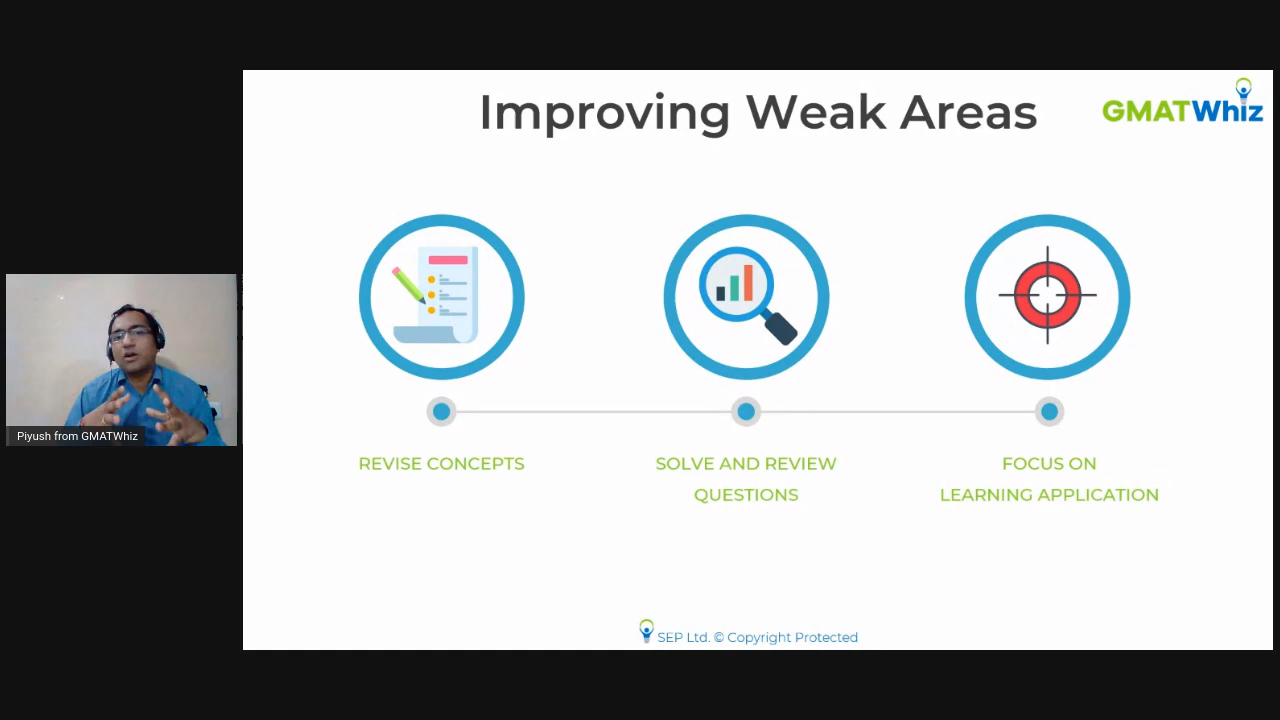 Improving Weak Areas
GMATWhiz
REVISE CONCEPTS
SOLVE AND REVIEW
QUESTIONS
FOCUS ON
LEARNING APPLICATION
Piyush from GMATWhiz
SEP Ltd. © Copyright Protected